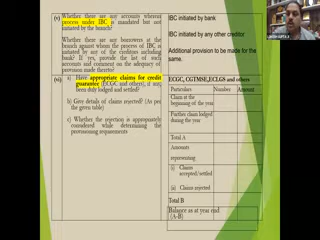 (v) Whether there are any accounts wherein
process under IBC is mandated but not
initiated by the branch?
Whether there are any borrowers at the
branch against whom the process of IBC is
initiated by any of the creditors including
bank? If yes, provide the list of such
accounts and comment on the adequacy of
provision made thereto?
IBC initiated by bank
IBC initiated by any other creditor
Additional provision to be made for the
same.
(vi) a) Have appropriate claims for credit
guarantee (ECGC and others), if any,
been duly lodged and settled?
b) Give details of claims rejected? (As per
the given table)
c) Whether the rejection is appropriately
considered while determining the
provisioning requirements
ECGC, CGTMSE,ECLGS and others
Particulars Number Amount
Claim at the
beginning of the year
Further claim lodged
during the year
Total A
Amount
representing
(i) Claims
accepted/settled
(ii) Claims rejected
Total B
Balance as at year end
(A-B)